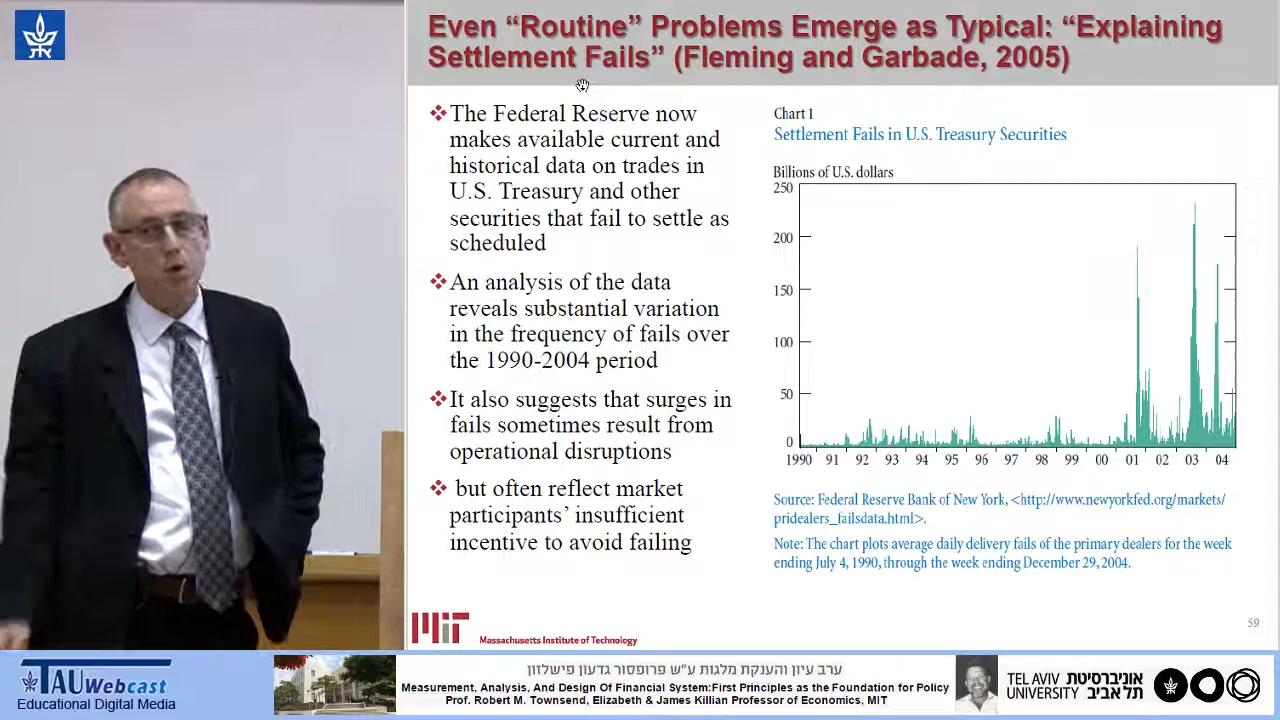 Even “Routine” Problems Emerge as Typical: “Explaining
Settlement Fails” (Fleming and Garbade, 2005)
The Federal Reserve now
makes available current and
historical data on trades in
U.S. Treasury and other
securities that fail to settle as
scheduled
An analysis of the data
reveals substantial variation
in the frequency of fails over
the 1990-2004 period
It also suggests that surges in
fails sometimes result from
operational disruptions
but often reflect market
participants’ insufficient
incentive to avoid failing
Chart 1
Settlement Fails in U.S. Treasury Securities
Billions of U.S. dollars
250
200
150
100
50
0
1990 91 92 93 94 95 96 97 98 99 00 01 02 03 04
Source: Federal Reserve Bank of New York, <http://www.newyorkfed.org/markets/
pridealers_failsdata.html>.
Note: The chart plots average daily delivery fails of the primary dealers for the week
ending July 4, 1990, through the week ending December 29, 2004.
59
MIT Massachusetts Institute of Technology
TAU Webcast
Educational Digital Media
ערב עיון והענקת מלגות ע"ש פרופסור גדעון פישלזון
Measurement, Analysis, And Design Of Financial System:First Principles as the Foundation for Policy
Prof. Robert M. Townsend, Elizabeth & James Killian Professor of Economics, MIT
TEL AVIV אוניברסיטת
UNIVERSITY תל אביב